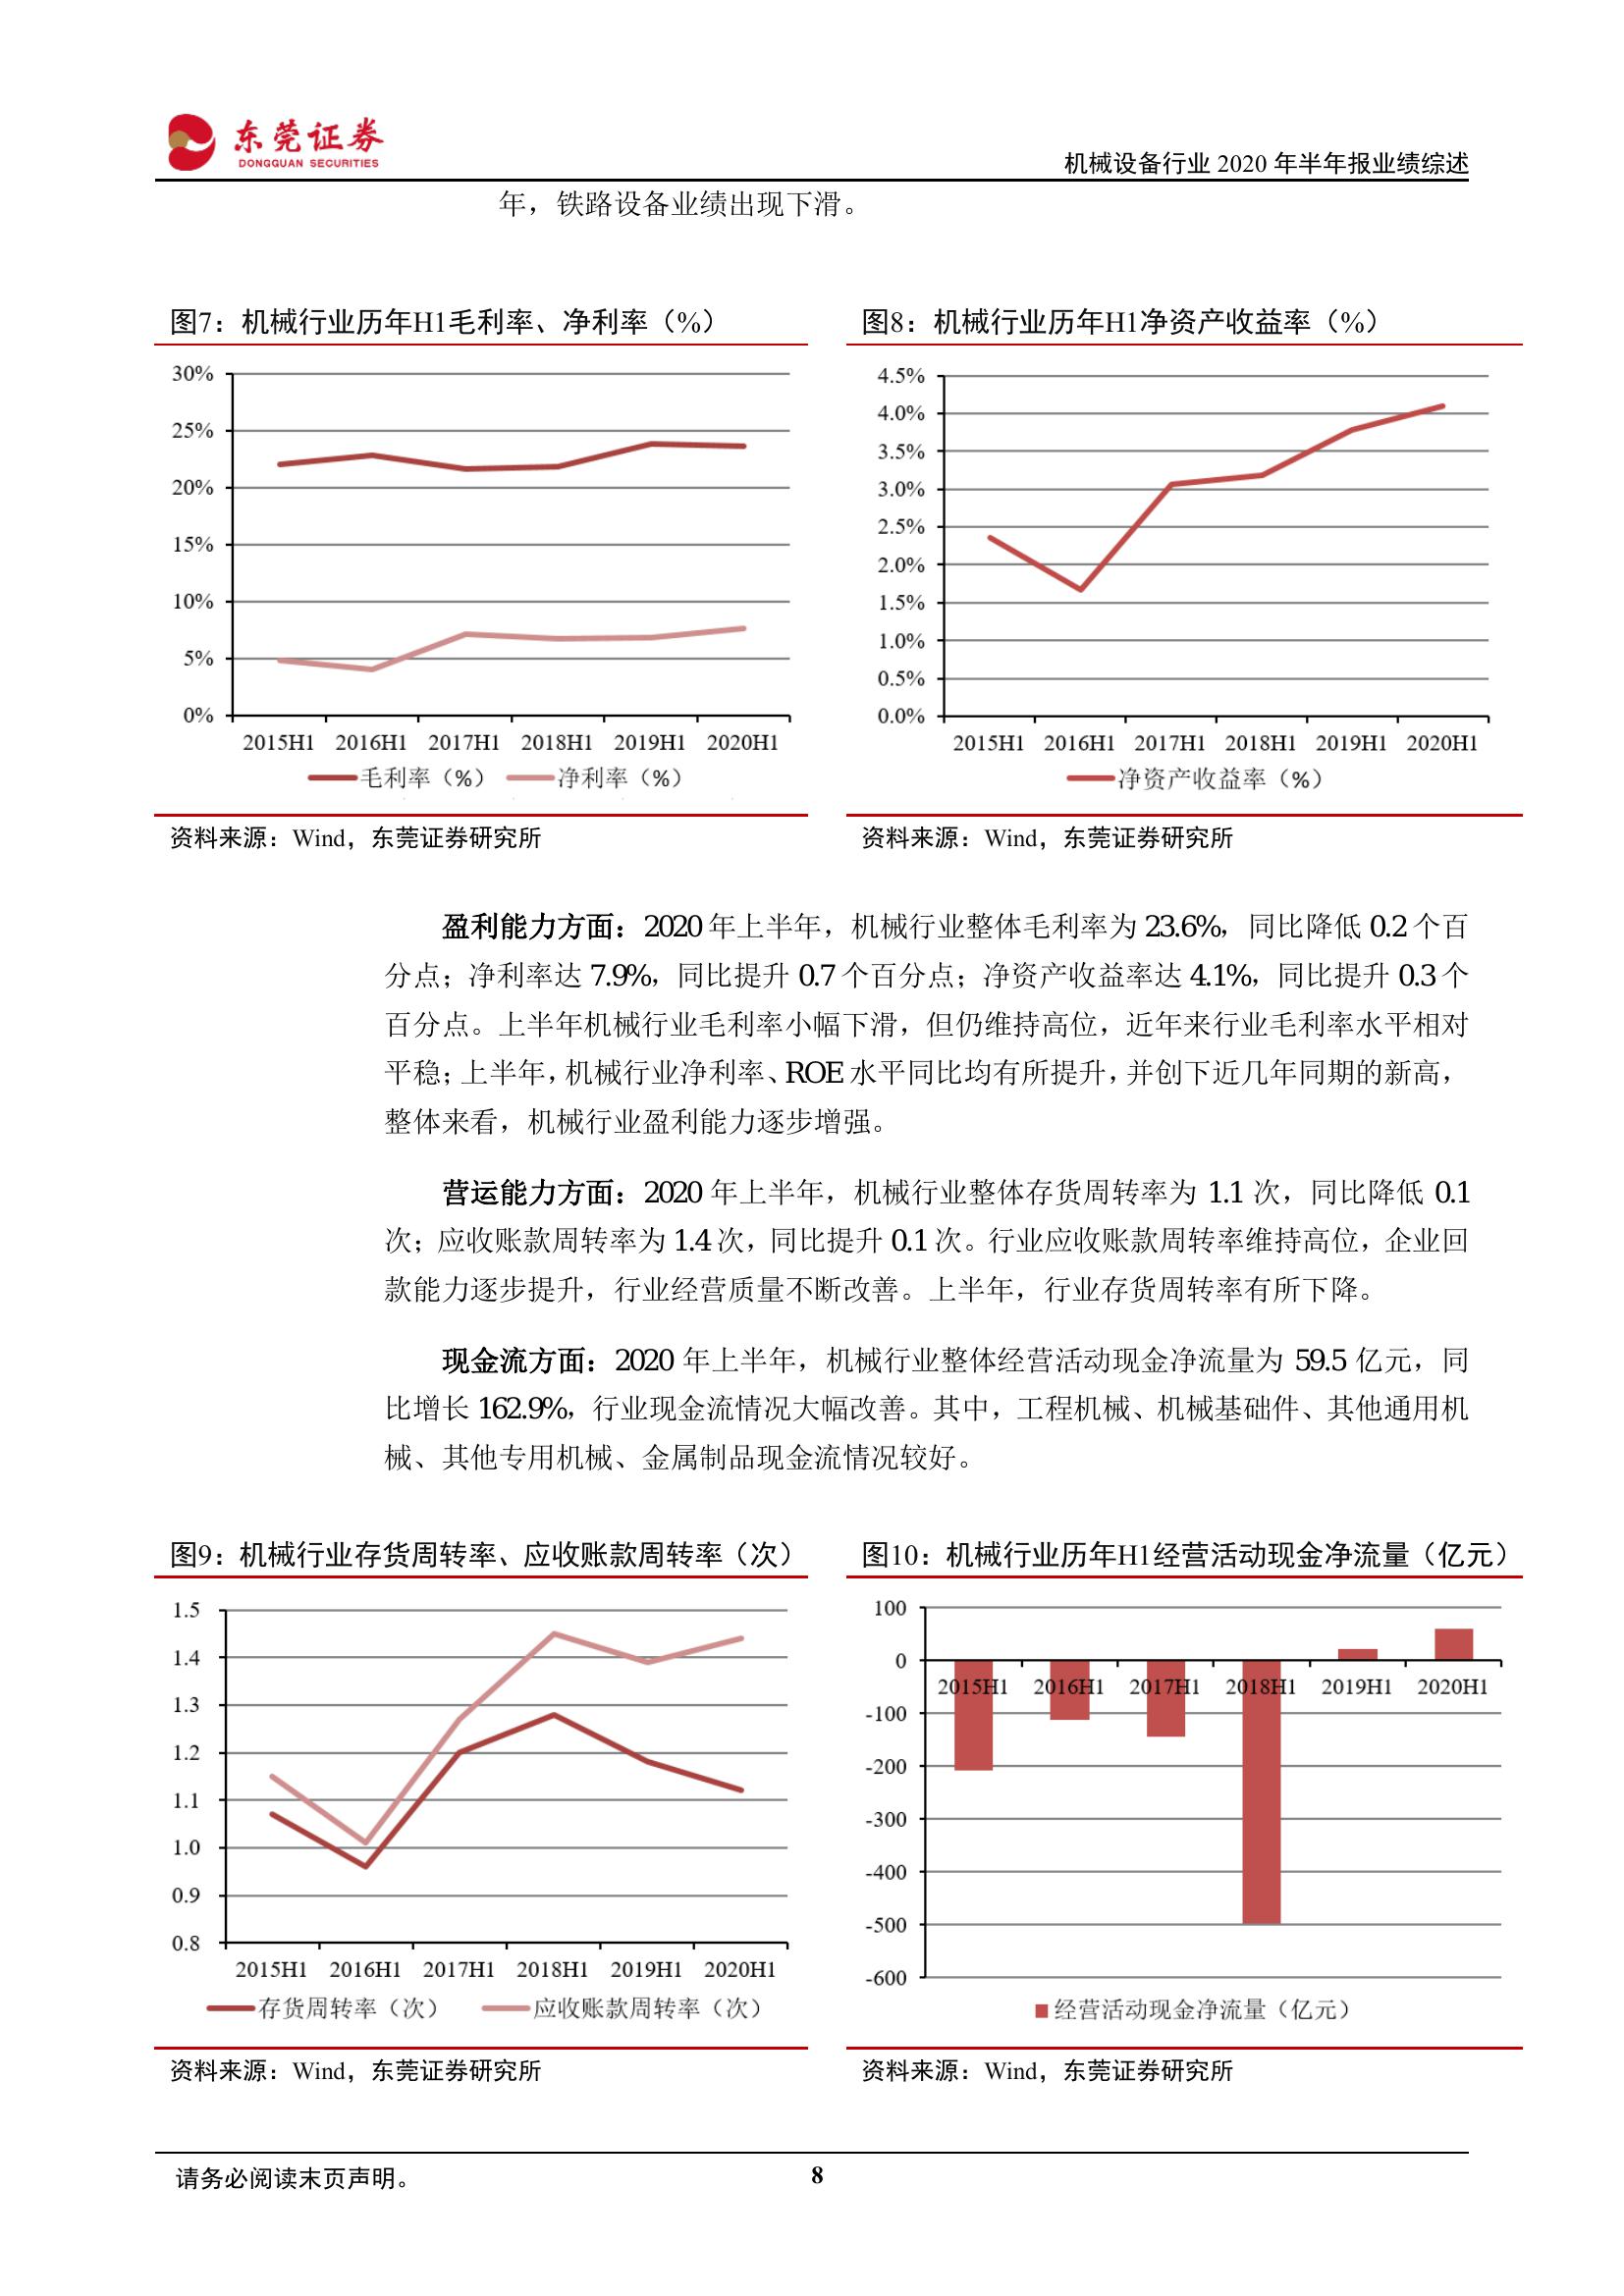 东莞证券
DONGGUAN SECURITIES
机械设备行业 2020 年半年报业绩综述
年，铁路设备业绩出现下滑。
图7：机械行业历年H1毛利率、净利率（%）
30%
25%
20%
15%
10%
5%
0%
2015H1 2016H1 2017H1 2018H1 2019H1 2020H1
毛利率（%） 净利率（%）
资料来源：Wind，东莞证券研究所
图8：机械行业历年H1净资产收益率（%）
4.5%
4.0%
3.5%
3.0%
2.5%
2.0%
1.5%
1.0%
0.5%
0.0%
2015H1 2016H1 2017H1 2018H1 2019H1 2020H1
净资产收益率（%）
资料来源：Wind，东莞证券研究所
盈利能力方面：2020 年上半年，机械行业整体毛利率为 23.6%，同比降低 0.2 个百
分点；净利率达 7.9%，同比提升 0.7 个百分点；净资产收益率达 4.1%，同比提升 0.3 个
百分点。上半年机械行业毛利率小幅下滑，但仍维持高位，近年来行业毛利率水平相对
平稳；上半年，机械行业净利率、ROE 水平同比均有所提升，并创下近几年同期的新高，
整体来看，机械行业盈利能力逐步增强。
营运能力方面：2020 年上半年，机械行业整体存货周转率为 1.1 次，同比降低 0.1
次；应收账款周转率为 1.4 次，同比提升 0.1 次。行业应收账款周转率维持高位，企业回
款能力逐步提升，行业经营质量不断改善。上半年，行业存货周转率有所下降。
现金流方面：2020 年上半年，机械行业整体经营活动现金净流量为 59.5 亿元，同
比增长 162.9%，行业现金流情况大幅改善。其中，工程机械、机械基础件、其他通用机
械、其他专用机械、金属制品现金流情况较好。
图9：机械行业存货周转率、应收账款周转率（次）
1.5
1.4
1.3
1.2
1.1
1.0
0.9
0.8
2015H1 2016H1 2017H1 2018H1 2019H1 2020H1
存货周转率（次） 应收账款周转率（次）
资料来源：Wind，东莞证券研究所
图10：机械行业历年H1经营活动现金净流量（亿元）
100
0
-100
-200
-300
-400
-500
-600
2015H1 2016H1 2017H1 2018H1 2019H1 2020H1
经营活动现金净流量（亿元）
资料来源：Wind，东莞证券研究所
请务必阅读末页声明。
8